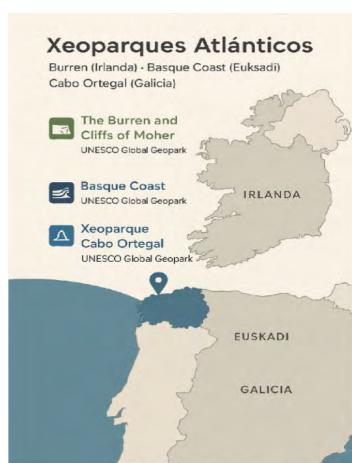 Xeoparques Atlánticos
Burren (Irlanda) · Basque Coast (Euksadi)
Cabo Ortegal (Galicia)
The Burren and
Cliffs of Moher
UNESCO Global Geopark
Basque Coast
UNESCO Global Geopark
Xeoparque
Cabo Ortegal
UNESCO Global Geopark
IRLANDA
EUSKADI
GALICIA